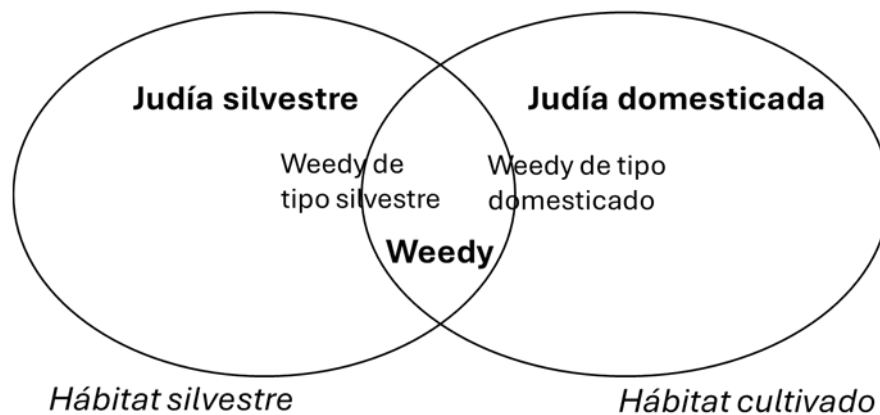 Judía silvestre
Judía domesticada
Weedy de
tipo silvestre
Weedy de tipo
domesticado
Weedy
Hábitat silvestre
Hábitat cultivado